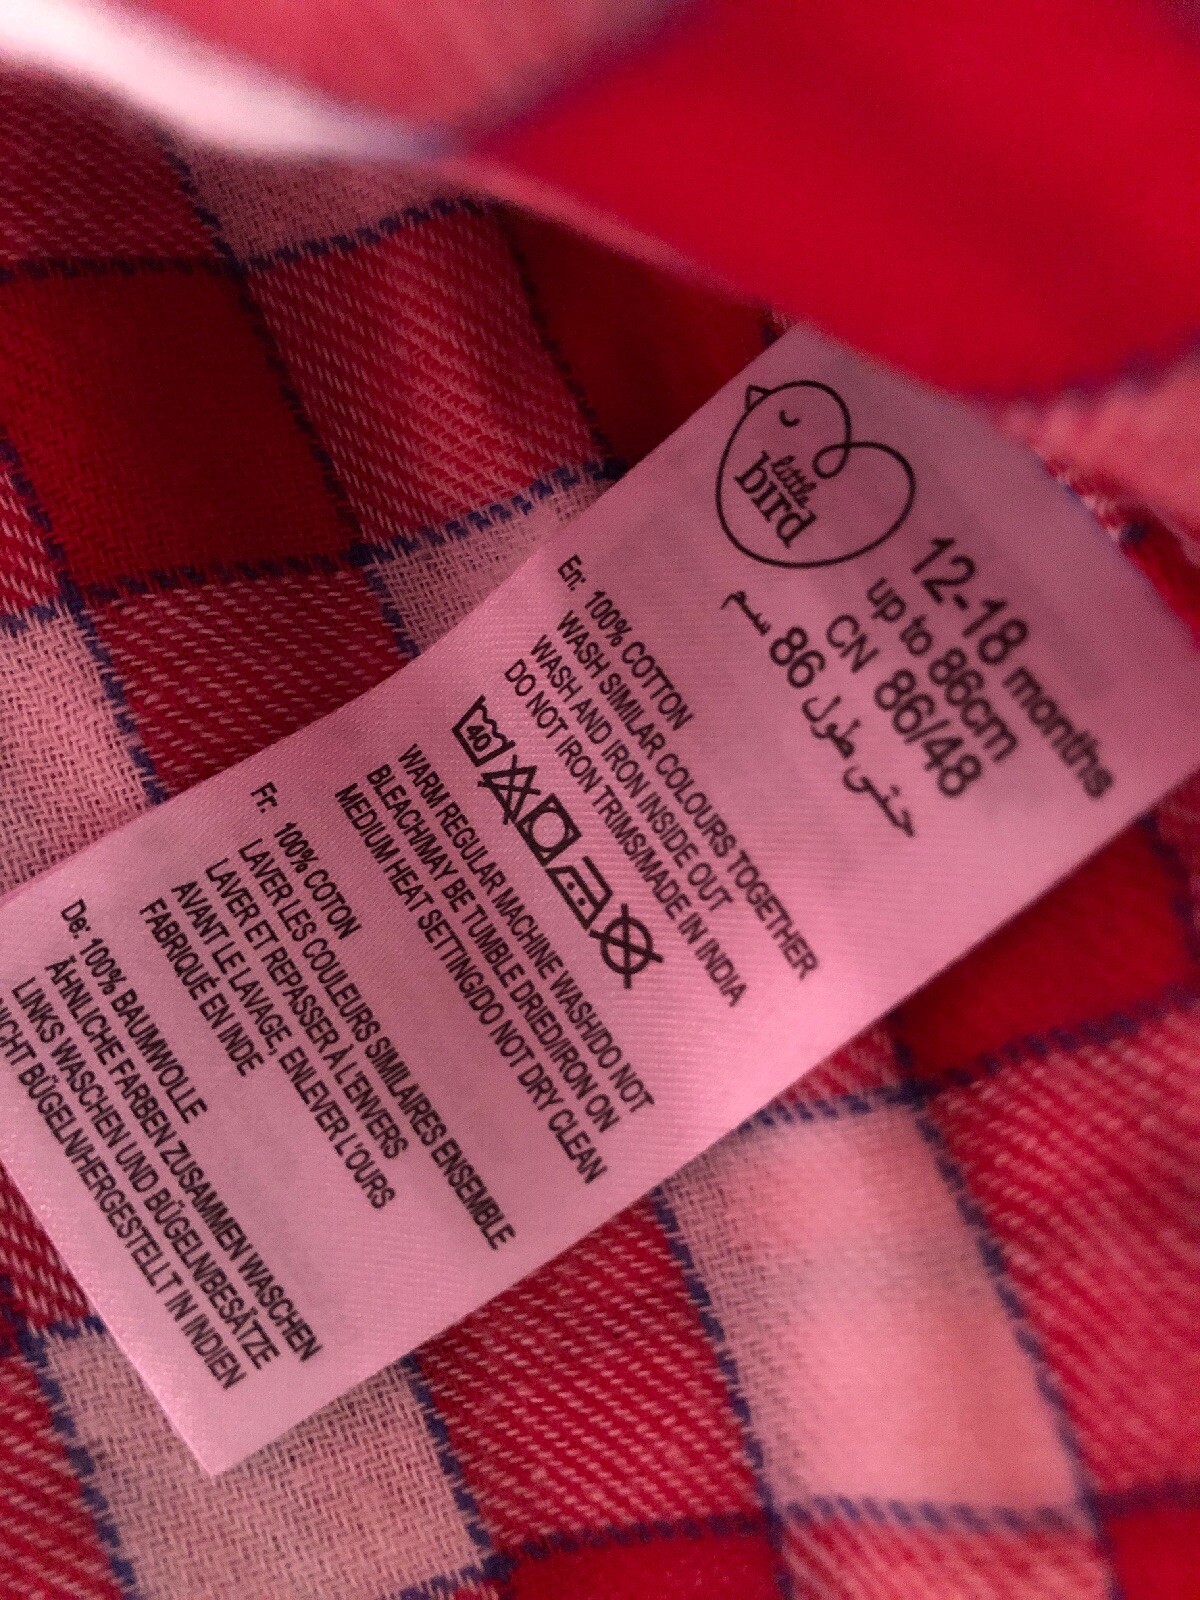 little
bird
12-18 months
up to 86cm
CN 86/48
حتى طول 86 سم
En: 100% COTTON
WASH SIMILAR COLOURS TOGETHER
WASH AND IRON INSIDE OUT
DO NOT IRON TRIMS/MADE IN INDIA
40
WARM REGULAR MACHINE WASH/DO NOT
BLEACH/MAY BE TUMBLE DRIED/IRON ON
MEDIUM HEAT SETTING/DO NOT DRY CLEAN
Fr: 100% COTON
LAVER LES COULEURS SIMILAIRES ENSEMBLE
LAVER ET REPASSER À L'ENVERS
AVANT LE LAVAGE, ENLEVER L'OURS
FABRIQUÉ EN INDE
De: 100% BAUMWOLLE
ÄHNLICHE FARBEN ZUSAMMEN WASCHEN
LINKS WASCHEN UND BÜGELN/BESÄTZE
NICHT BÜGELN/HERGESTELLT IN INDIEN